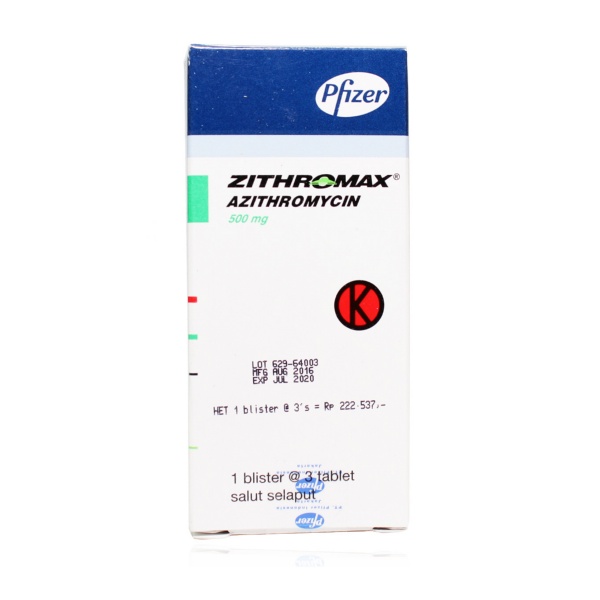 Pfizer
ZITHROMAX®
AZITHROMYCIN
500 mg
K
LOT 629-64003
MFG AUG 2016
EXP JUL 2020
HET 1 blister @ 3's = Rp 222.537,-
1 blister @ 3 tablet
salut selaput
Pfizer
Pfizer